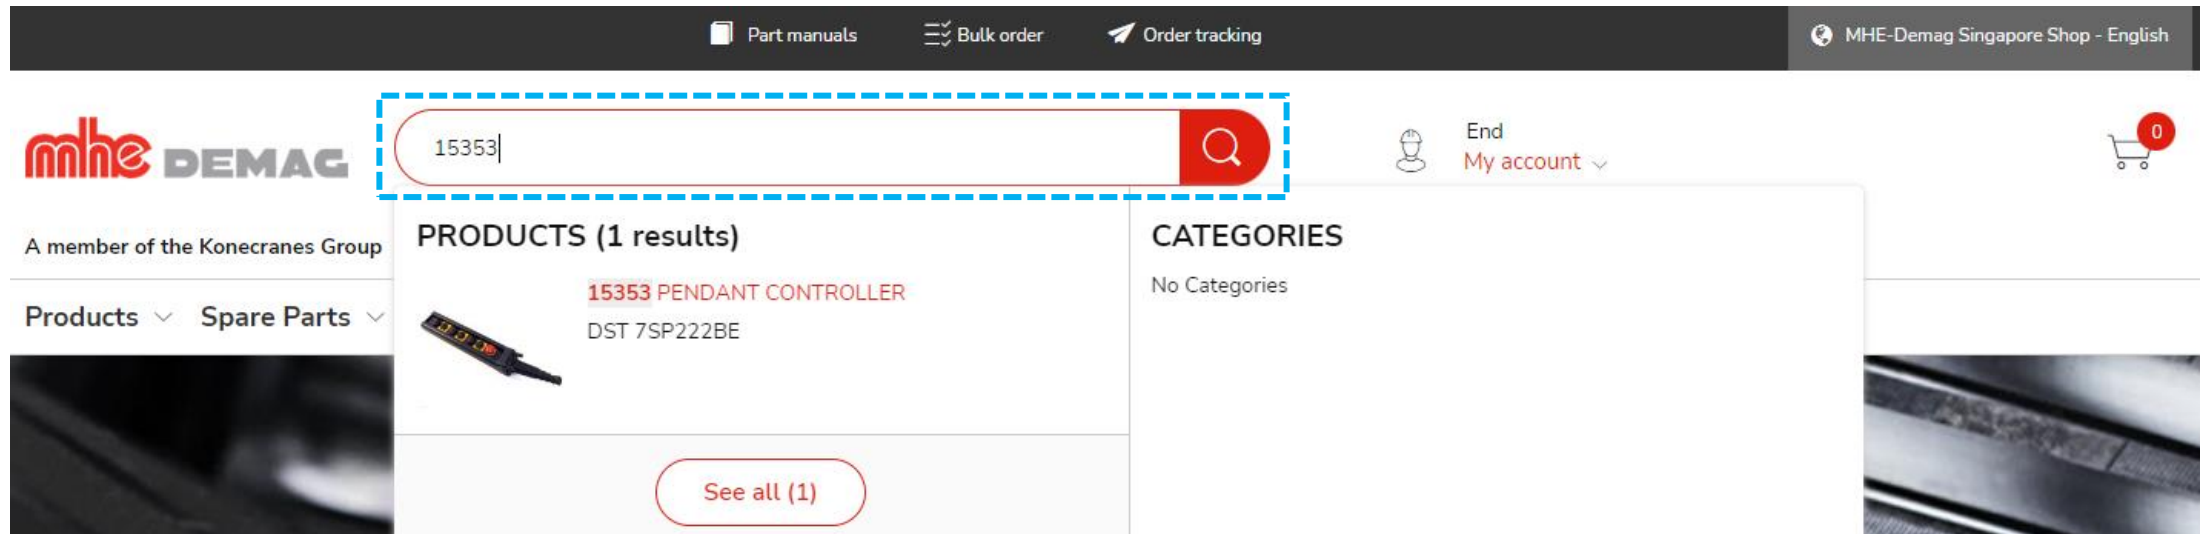 Part manuals
Bulk order
Order tracking
MHE-Demag Singapore Shop - English
mhe DEMAG
15353
End
My account
0
A member of the Konecranes Group
PRODUCTS (1 results)
CATEGORIES
15353 PENDANT CONTROLLER
No Categories
Products
Spare Parts
DST 7SP222BE
See all (1)